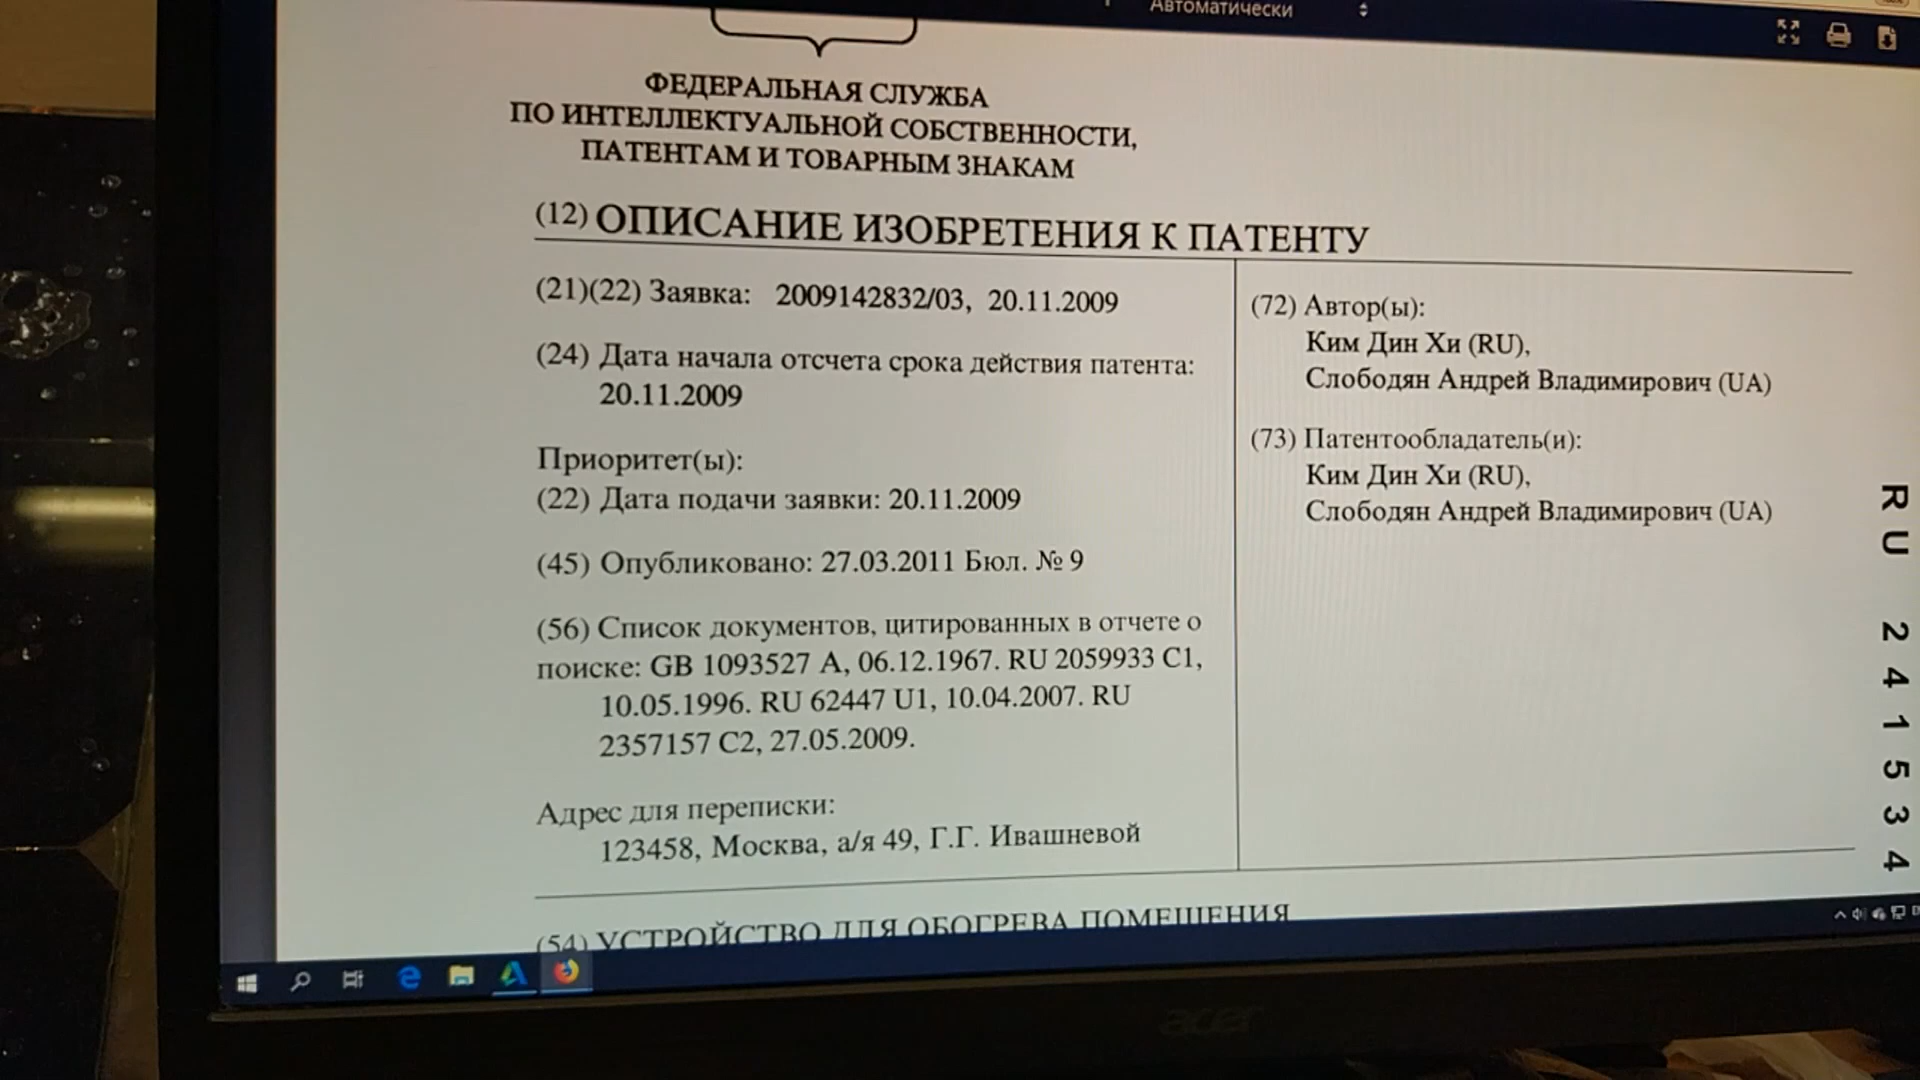 Автоматически
ФЕДЕРАЛЬНАЯ СЛУЖБА
ПО ИНТЕЛЛЕКТУАЛЬНОЙ СОБСТВЕННОСТИ,
ПАТЕНТАМ И ТОВАРНЫМ ЗНАКАМ
(12) ОПИСАНИЕ ИЗОБРЕТЕНИЯ К ПАТЕНТУ
(21)(22) Заявка: 2009142832/03, 20.11.2009
(24) Дата начала отсчета срока действия патента:
20.11.2009
Приоритет(ы):
(22) Дата подачи заявки: 20.11.2009
(45) Опубликовано: 27.03.2011 Бюл. № 9
(56) Список документов, цитированных в отчете о
поиске: GB 1093527 A, 06.12.1967. RU 2059933 C1,
10.05.1996. RU 62447 U1, 10.04.2007. RU
2357157 C2, 27.05.2009.
Адрес для переписки:
123458, Москва, а/я 49, Г.Г. Ивашневой
(72) Автор(ы):
Ким Дин Хи (RU),
Слободян Андрей Владимирович (UA)
(73) Патентообладатель(и):
Ким Дин Хи (RU),
Слободян Андрей Владимирович (UA)
RU 241534
(54) УСТРОЙСТВО ДЛЯ ОБОГРЕВА ПОМЕЩЕНИЯ
acer